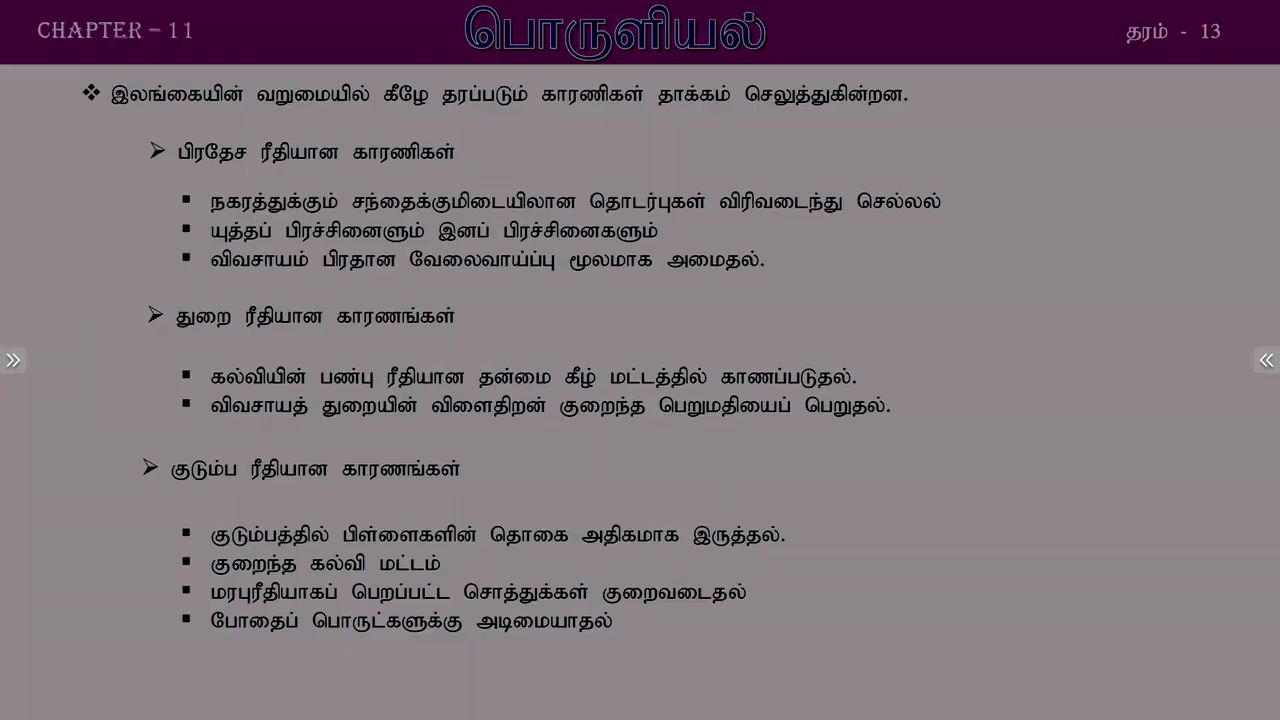 CHAPTER – 11
பொருளியல்
தரம் - 13
❖ இலங்கையின் வறுமையில் கீழே தரப்படும் காரணிகள் தாக்கம் செலுத்துகின்றன.
➢ பிரதேச ரீதியான காரணிகள்
▪ நகரத்துக்கும் சந்தைக்குமிடையிலான தொடர்புகள் விரிவடைந்து செல்லல்
▪ யுத்தப் பிரச்சினைளும் இனப் பிரச்சினைகளும்
▪ விவசாயம் பிரதான வேலைவாய்ப்பு மூலமாக அமைதல்.
➢ துறை ரீதியான காரணங்கள்
▪ கல்வியின் பண்பு ரீதியான தன்மை கீழ் மட்டத்தில் காணப்படுதல்.
▪ விவசாயத் துறையின் விளைதிறன் குறைந்த பெறுமதியைப் பெறுதல்.
➢ குடும்ப ரீதியான காரணங்கள்
▪ குடும்பத்தில் பிள்ளைகளின் தொகை அதிகமாக இருத்தல்.
▪ குறைந்த கல்வி மட்டம்
▪ மரபுரீதியாகப் பெறப்பட்ட சொத்துக்கள் குறைவடைதல்
▪ போதைப் பொருட்களுக்கு அடிமையாதல்